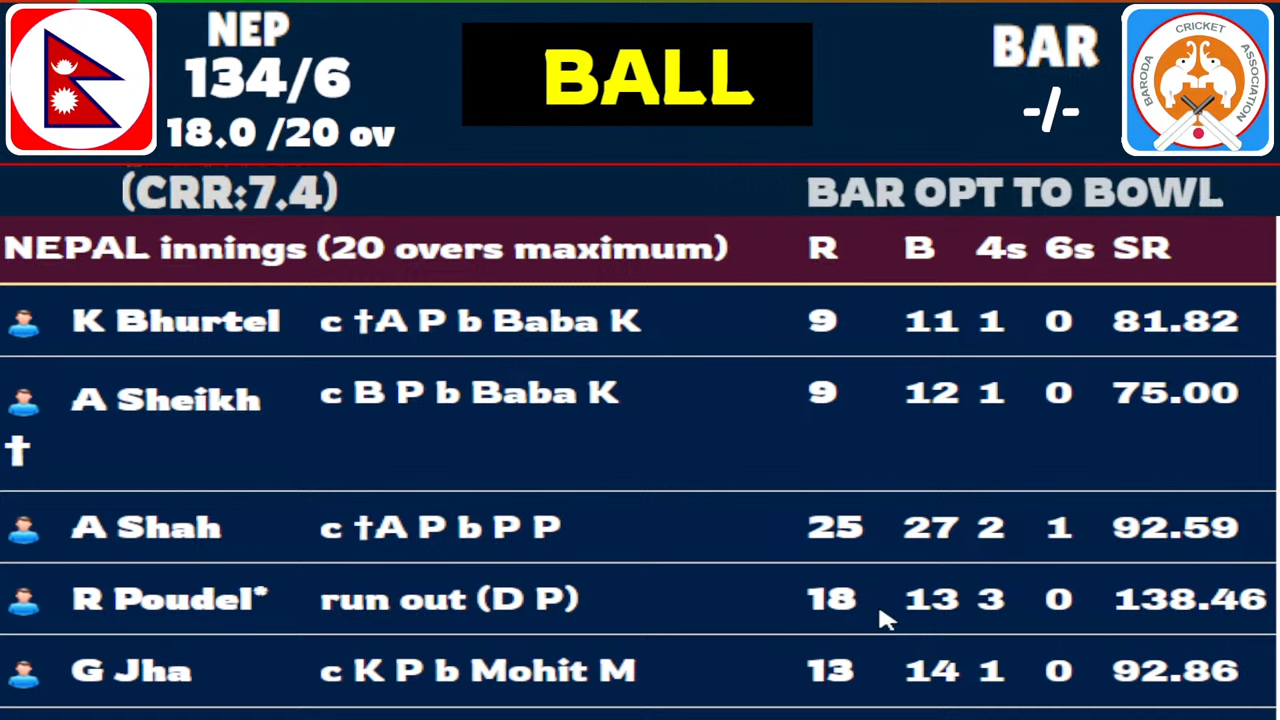 NEP
134/6
18.0 /20 ov
BALL
BAR
-/-
BARODA CRICKET ASSOCIATION
(CRR:7.4)
BAR OPT TO BOWL
NEPAL innings (20 overs maximum) R B 4s 6s SR
K Bhurtel c †A P b Baba K 9 11 1 0 81.82
A Sheikh c B P b Baba K 9 12 1 0 75.00
†
A Shah c †A P b P P 25 27 2 1 92.59
R Poudel* run out (D P) 18 13 3 0 138.46
G Jha c K P b Mohit M 13 14 1 0 92.86